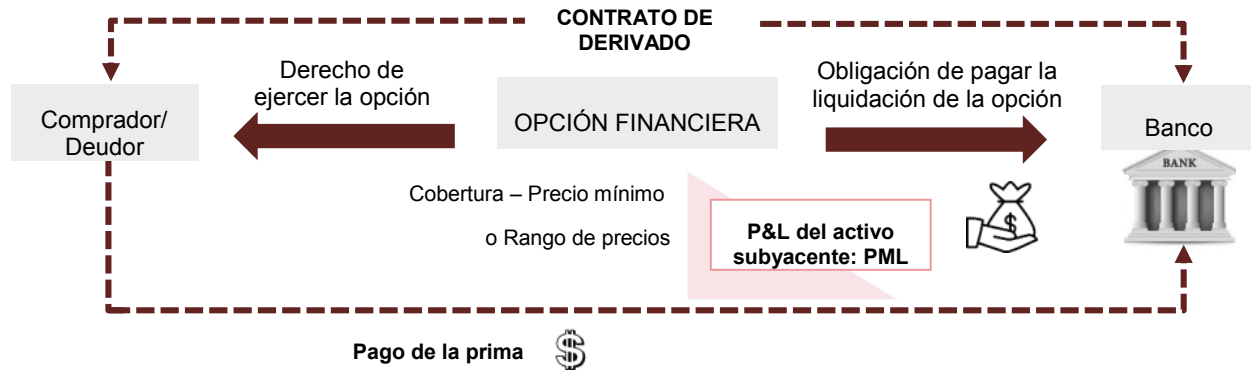 CONTRATO DE
DERIVADO
Derecho de
ejercer la opción
Obligación de pagar la
liquidación de la opción
Comprador/
Deudor
OPCIÓN FINANCIERA
Banco
BANK
Cobertura – Precio mínimo
o Rango de precios
P&L del activo
subyacente: PML
$
Pago de la prima
$